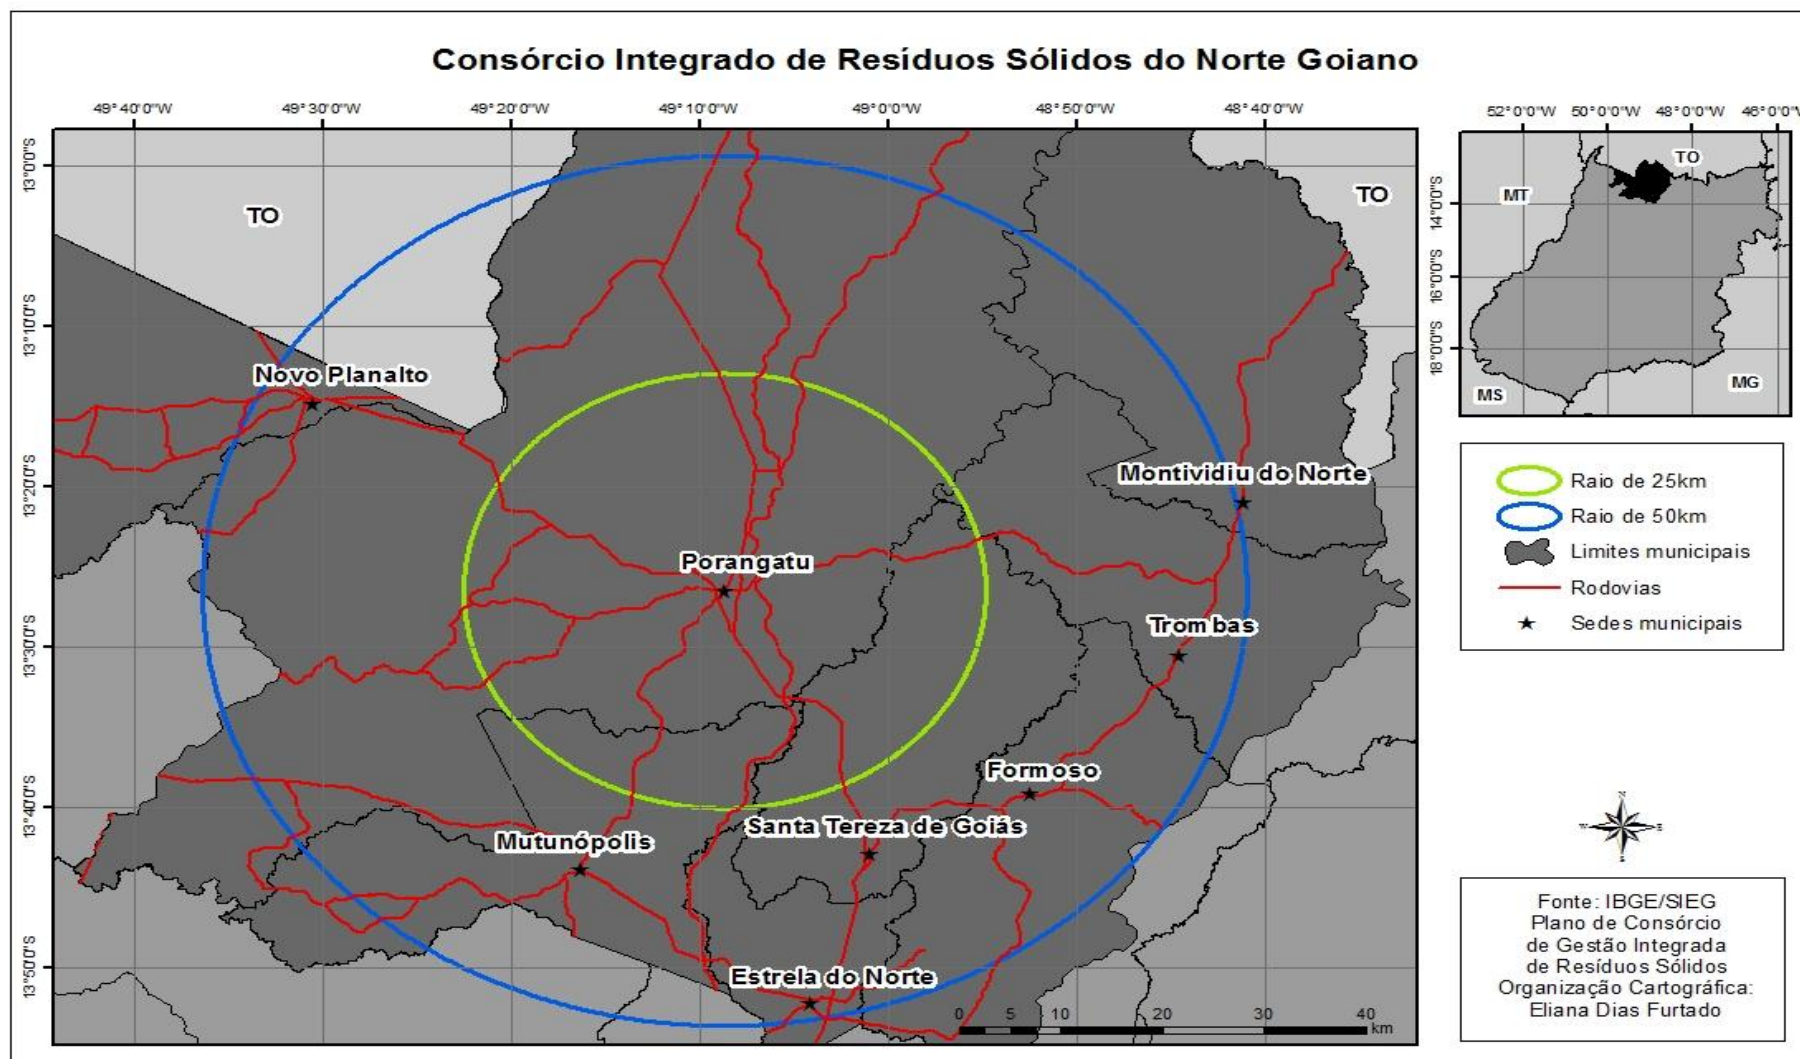 Consórcio Integrado de Resíduos Sólidos do Norte Goiano
49°40'0"W 49°30'0"W 49°20'0"W 49°10'0"W 49°0'0"W 48°50'0"W 48°40'0"W
13°0'0"S
13°10'0"S
13°20'0"S
13°30'0"S
13°40'0"S
13°50'0"S
TO
TO
Novo Planalto
Montividiu do Norte
Porangatu
Trombas
Formoso
Santa Tereza de Goiás
Mutunópolis
Estrela do Norte
0 5 10 20 30 40
km
52°0'0"W 50°0'0"W 48°0'0"W 46°0'0"W
14°0'0"S
16°0'0"S
18°0'0"S
TO
MT
MG
MS
Raio de 25km
Raio de 50km
Limites municipais
Rodovias
Sedes municipais
N
W E
S
Fonte: IBGE/SIEG
Plano de Consórcio
de Gestão Integrada
de Resíduos Sólidos
Organização Cartográfica:
Eliana Dias Furtado